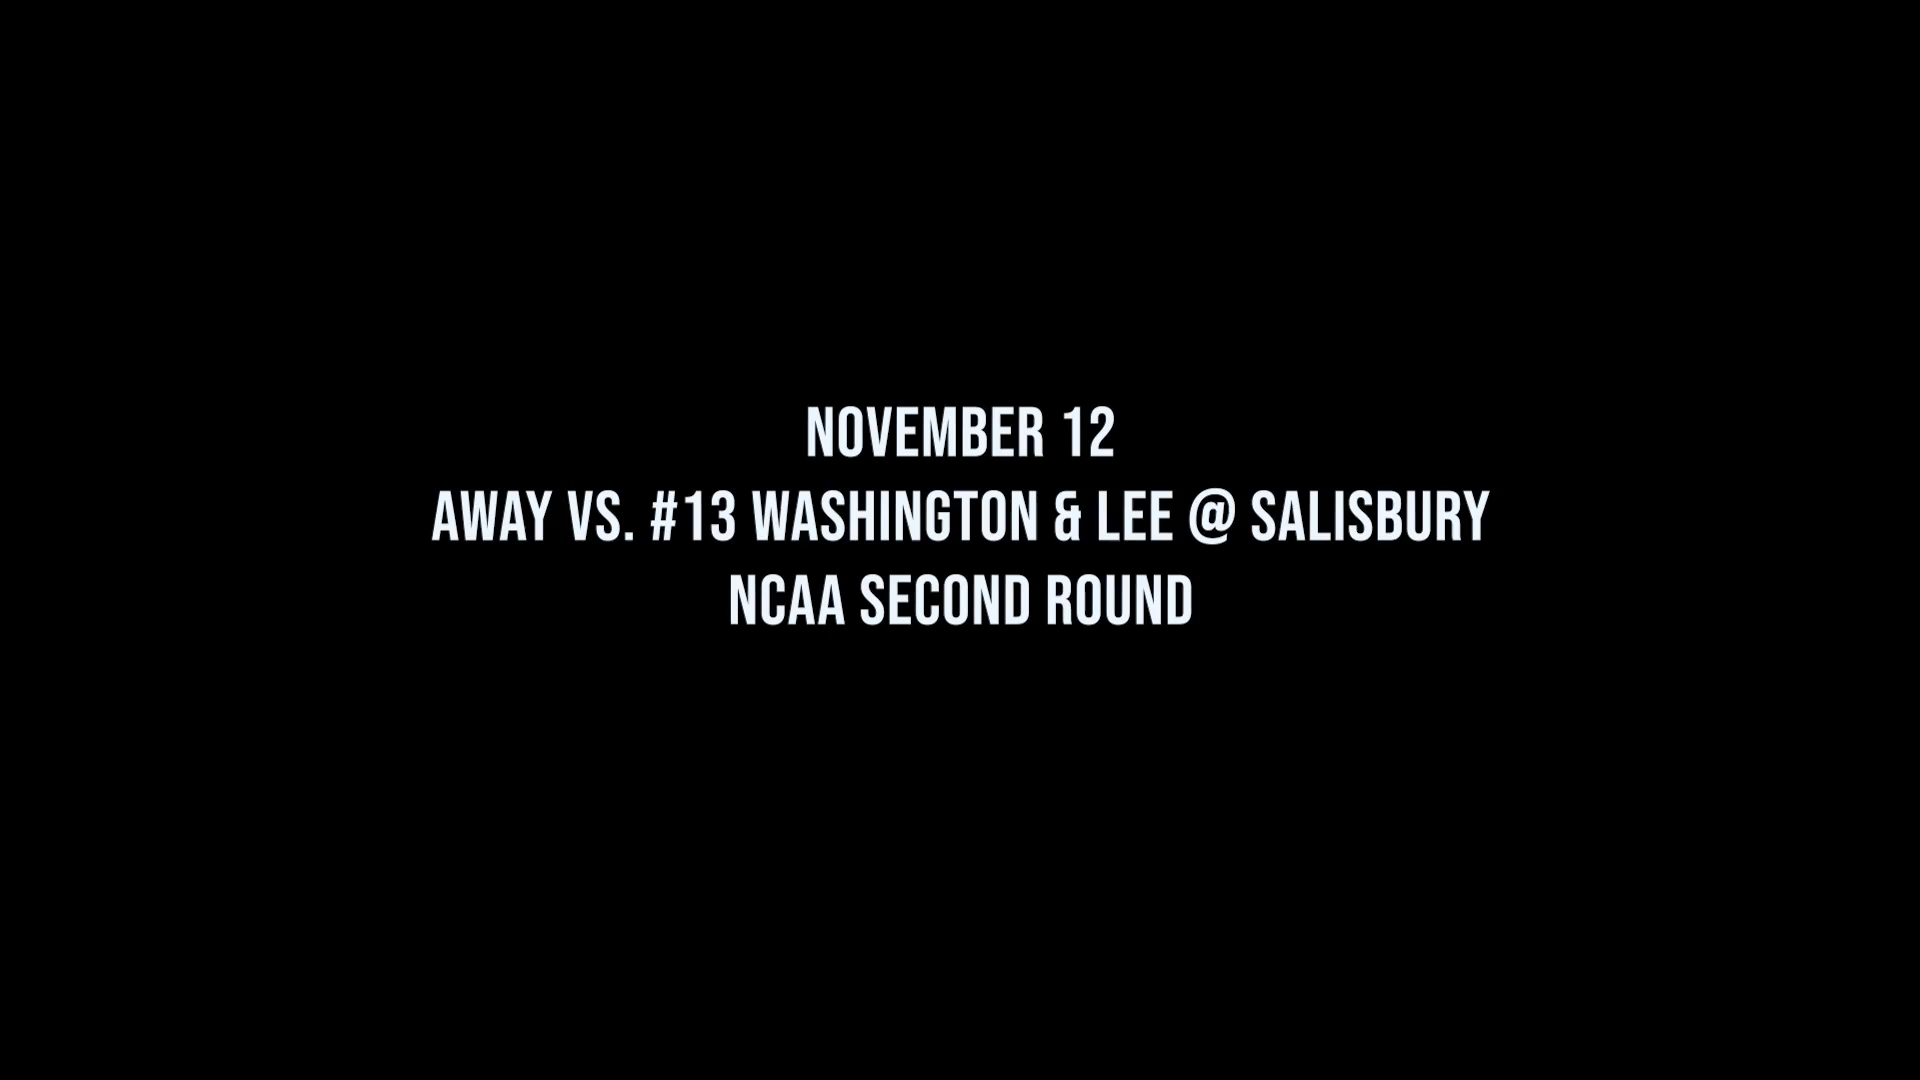 NOVEMBER 12
AWAY VS. #13 WASHINGTON & LEE @ SALISBURY
NCAA SECOND ROUND